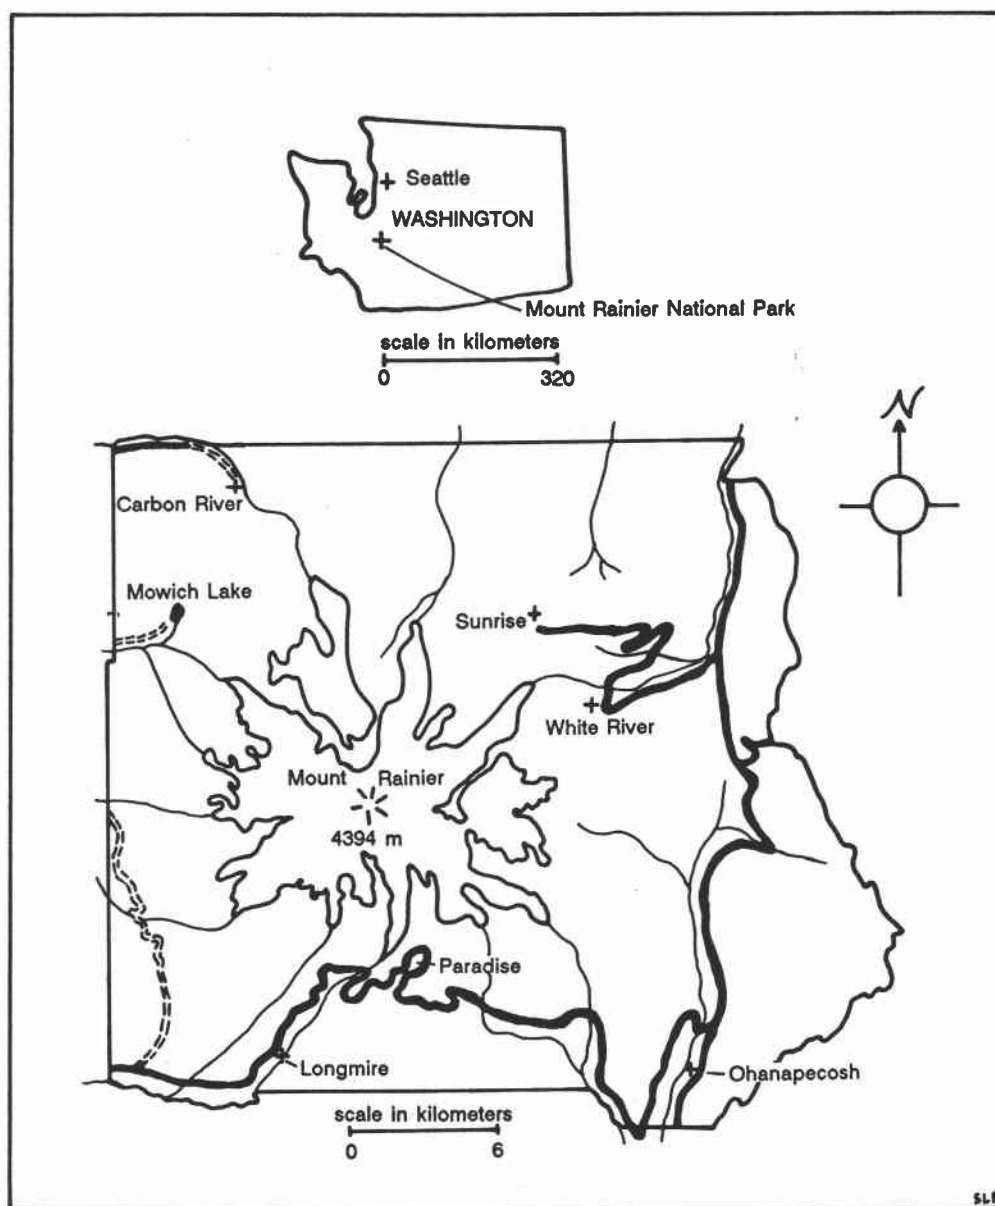 Seattle
WASHINGTON
Mount Rainier National Park
scale in kilometers
0 320
N
Carbon River
Mowich Lake
Sunrise
White River
Mount Rainier
4394 m
Paradise
Longmire
Ohanapecosh
scale in kilometers
0 6